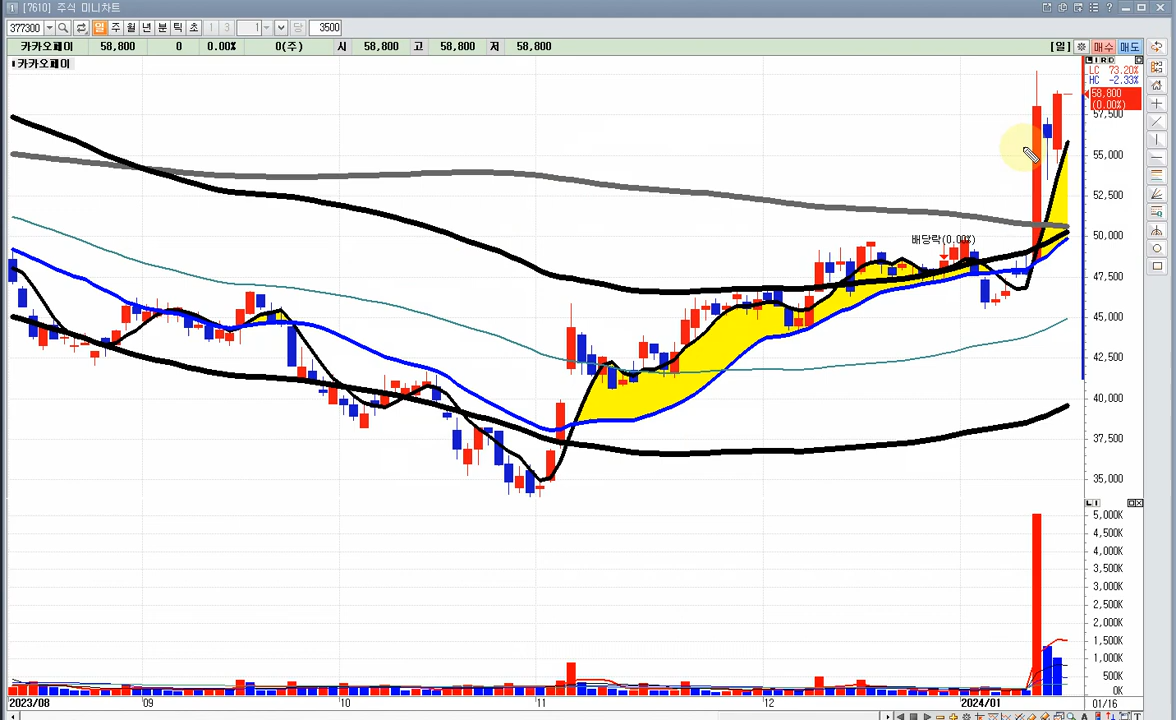 [7610] 주식 미니차트
377300 일 주 월 년 분 틱 초 1 3 1 당 3500
카카오페이 58,800 0 0.00% 0(주) 시 58,800 고 58,800 저 58,800 [일] 매수 매도
카카오페이
L I R D
LC 73.20%
HC -2.33%
58,800
(0.00%)
57,500
55,000
52,500
50,000
배당락(0.00%)
47,500
45,000
42,500
40,000
37,500
35,000
L I
5,000K
4,500K
4,000K
3,500K
3,000K
2,500K
2,000K
1,500K
1,000K
500K
0K
2023/08 09 10 11 12 2024/01 01/16